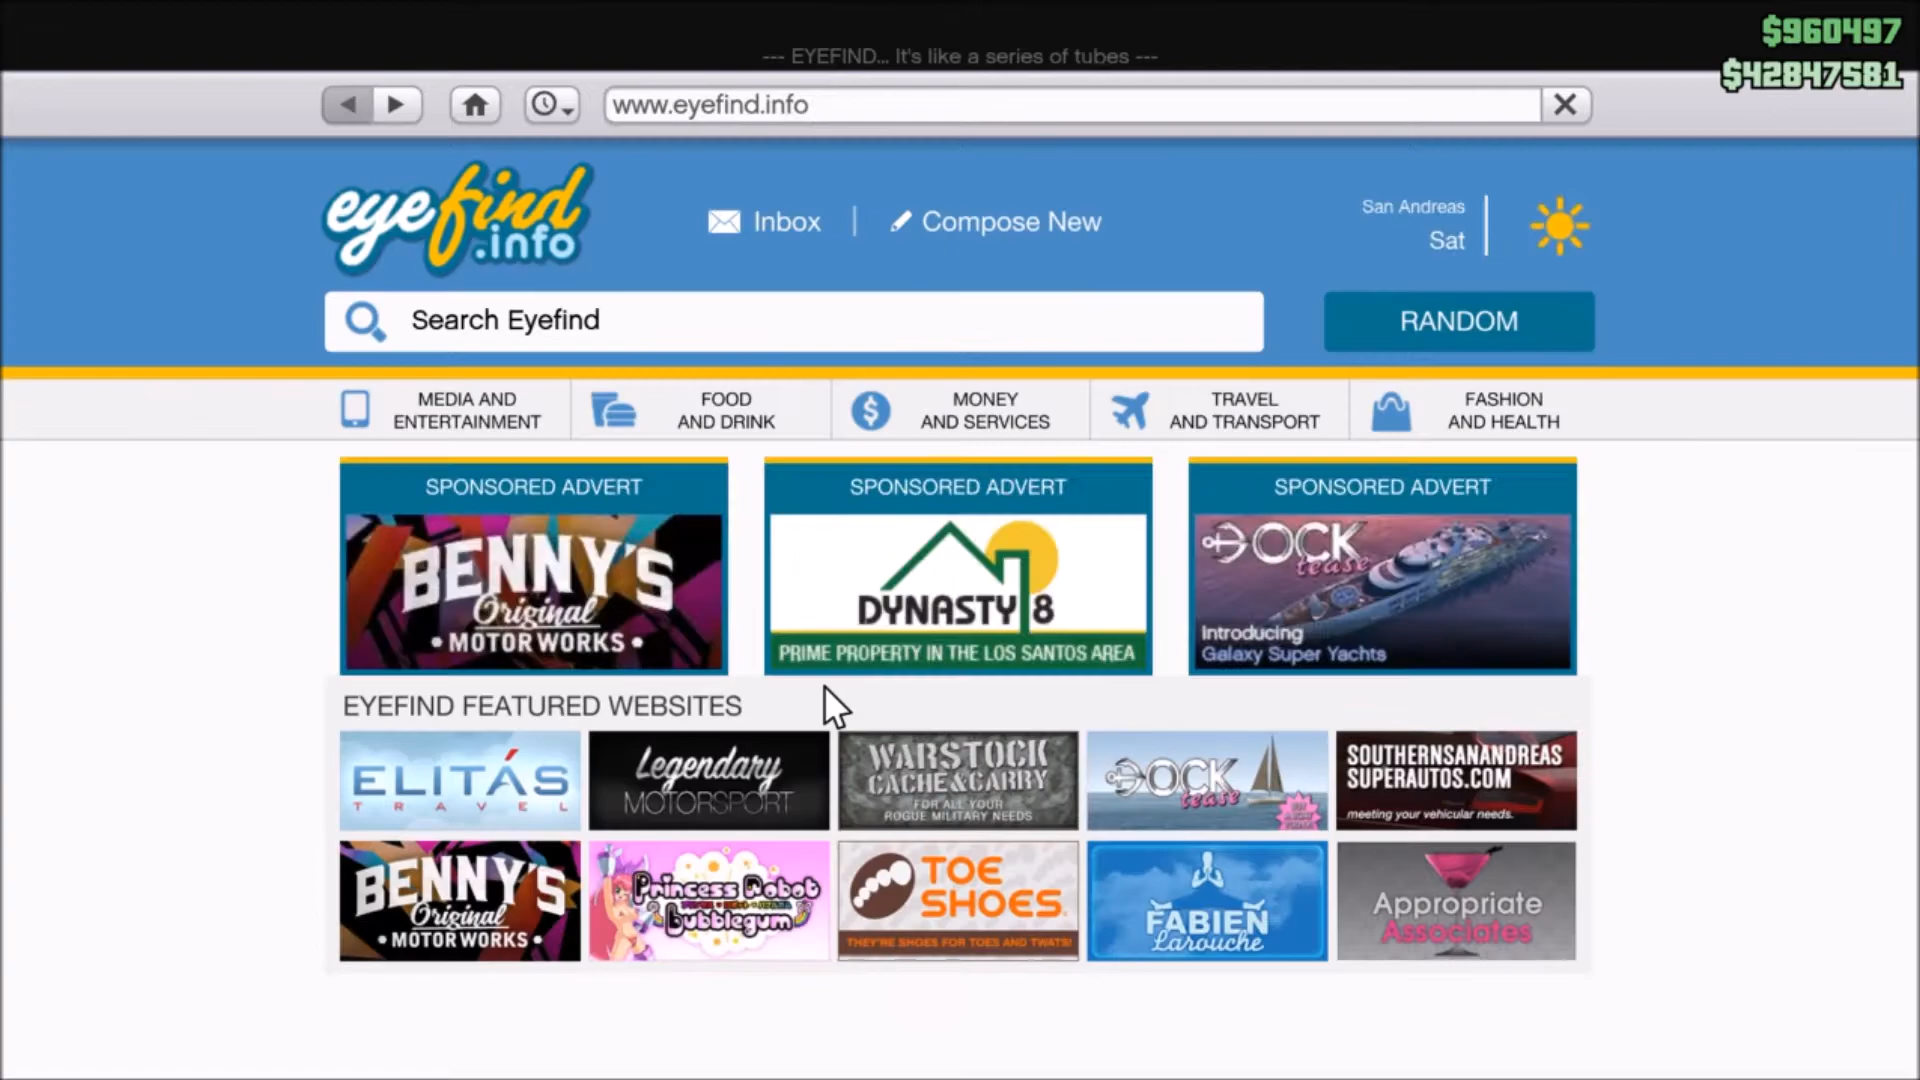 $960497
--- EYEFIND... It's like a series of tubes ---
$42847581
www.eyefind.info
eyefind
.info
Inbox
Compose New
San Andreas
Sat
Search Eyefind
RANDOM
MEDIA AND
ENTERTAINMENT
FOOD
AND DRINK
MONEY
AND SERVICES
TRAVEL
AND TRANSPORT
FASHION
AND HEALTH
SPONSORED ADVERT
BENNY'S
Original
• MOTORWORKS •
SPONSORED ADVERT
DYNASTY 8
PRIME PROPERTY IN THE LOS SANTOS AREA
SPONSORED ADVERT
DOCK
tease
Introducing
Galaxy Super Yachts
EYEFIND FEATURED WEBSITES
ELITÁS
TRAVEL
Legendary
MOTORSPORT
WARSTOCK
CACHE&CARRY
FOR ALL YOUR
ROGUE MILITARY NEEDS
DOCK
tease
SOUTHERNSANANDREAS
SUPERAUTOS.COM
meeting your vehicular needs.
BENNY'S
Original
• MOTORWORKS •
Princess Robot
Bubblegum
TOE
SHOES
THEY'RE SHOES FOR TOES AND TWATS!
FABIEN
Larouche
Appropriate
Associates